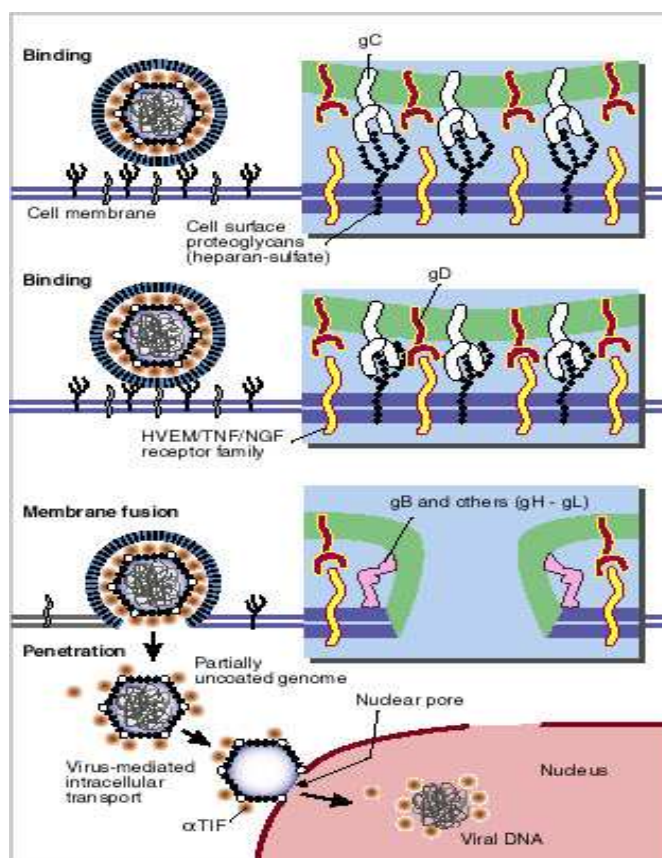 Binding
gC
Cell membrane
Cell surface
proteoglycans
(heparan-sulfate)
Binding
gD
HVEM/TNF/NGF
receptor family
Membrane fusion
gB and others (gH - gL)
Penetration
Partially
uncoated genome
Nuclear pore
Virus-mediated
intracellular
transport
Nucleus
αTIF
Viral DNA